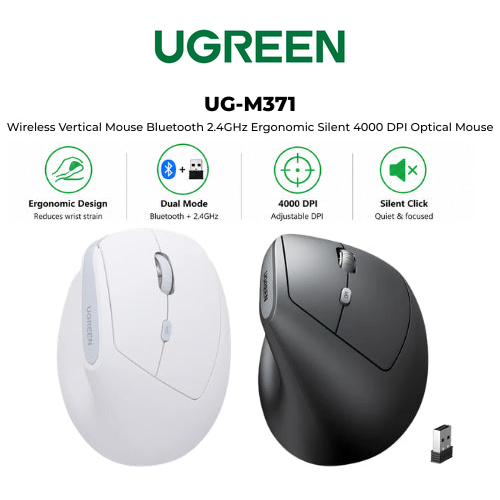 UGREEN
UG-M371
Wireless Vertical Mouse Bluetooth 2.4GHz Ergonomic Silent 4000 DPI Optical Mouse
Ergonomic Design
Reduces wrist strain
Dual Mode
Bluetooth + 2.4GHz
4000 DPI
Adjustable DPI
Silent Click
Quiet & focused
UGREEN
UGREEN